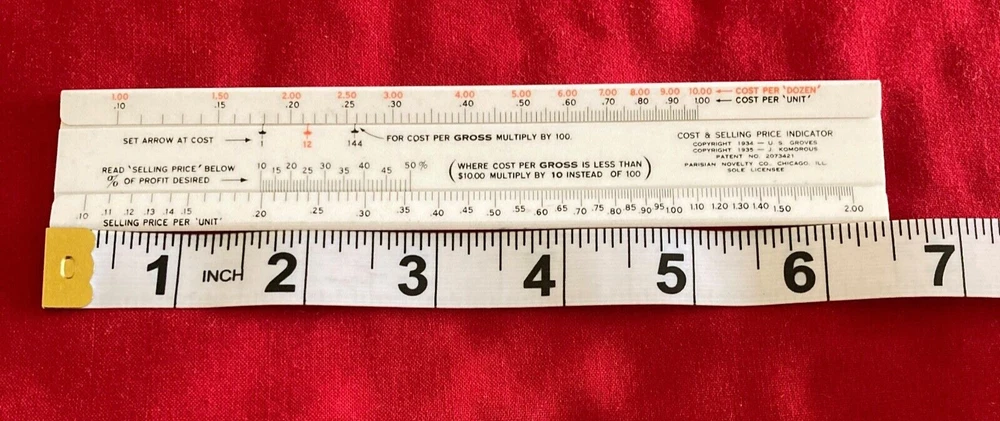 1.00 1.50 2.00 2.50 3.00 4.00 5.00 6.00 7.00 8.00 9.00 10.00 ← COST PER 'DOZEN'
.10 .15 .20 .25 .30 .40 .50 .60 .70 .80 .90 1.00 ← COST PER 'UNIT'
SET ARROW AT COST → 1 12 144 FOR COST PER GROSS MULTIPLY BY 100.
COST & SELLING PRICE INDICATOR
COPYRIGHT 1934 — U. S. GROVES
COPYRIGHT 1935 — J. KOMOROUS
PATENT NO. 2073421
PARISIAN NOVELTY CO., CHICAGO, ILL.
SOLE LICENSEE
READ 'SELLING PRICE' BELOW
% OF PROFIT DESIRED →
10 15 20 25 30 35 40 45 50 %
(WHERE COST PER GROSS IS LESS THAN
$10.00 MULTIPLY BY 10 INSTEAD OF 100)
.10 .11 .12 .13 .14 .15 .20 .25 .30 .35 .40 .45 .50 .55 .60 .65 .70 .75 .80 .85 .90 .95 1.00 1.10 1.20 1.30 1.40 1.50 2.00
SELLING PRICE PER 'UNIT'
1 INCH 2 3 4 5 6 7